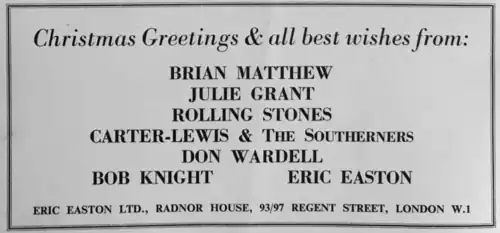 Christmas Greetings & all best wishes from:
BRIAN MATTHEW
JULIE GRANT
ROLLING STONES
CARTER-LEWIS & THE SOUTHERNERS
DON WARDELL
BOB KNIGHT ERIC EASTON
ERIC EASTON LTD., RADNOR HOUSE, 93/97 REGENT STREET, LONDON W.1